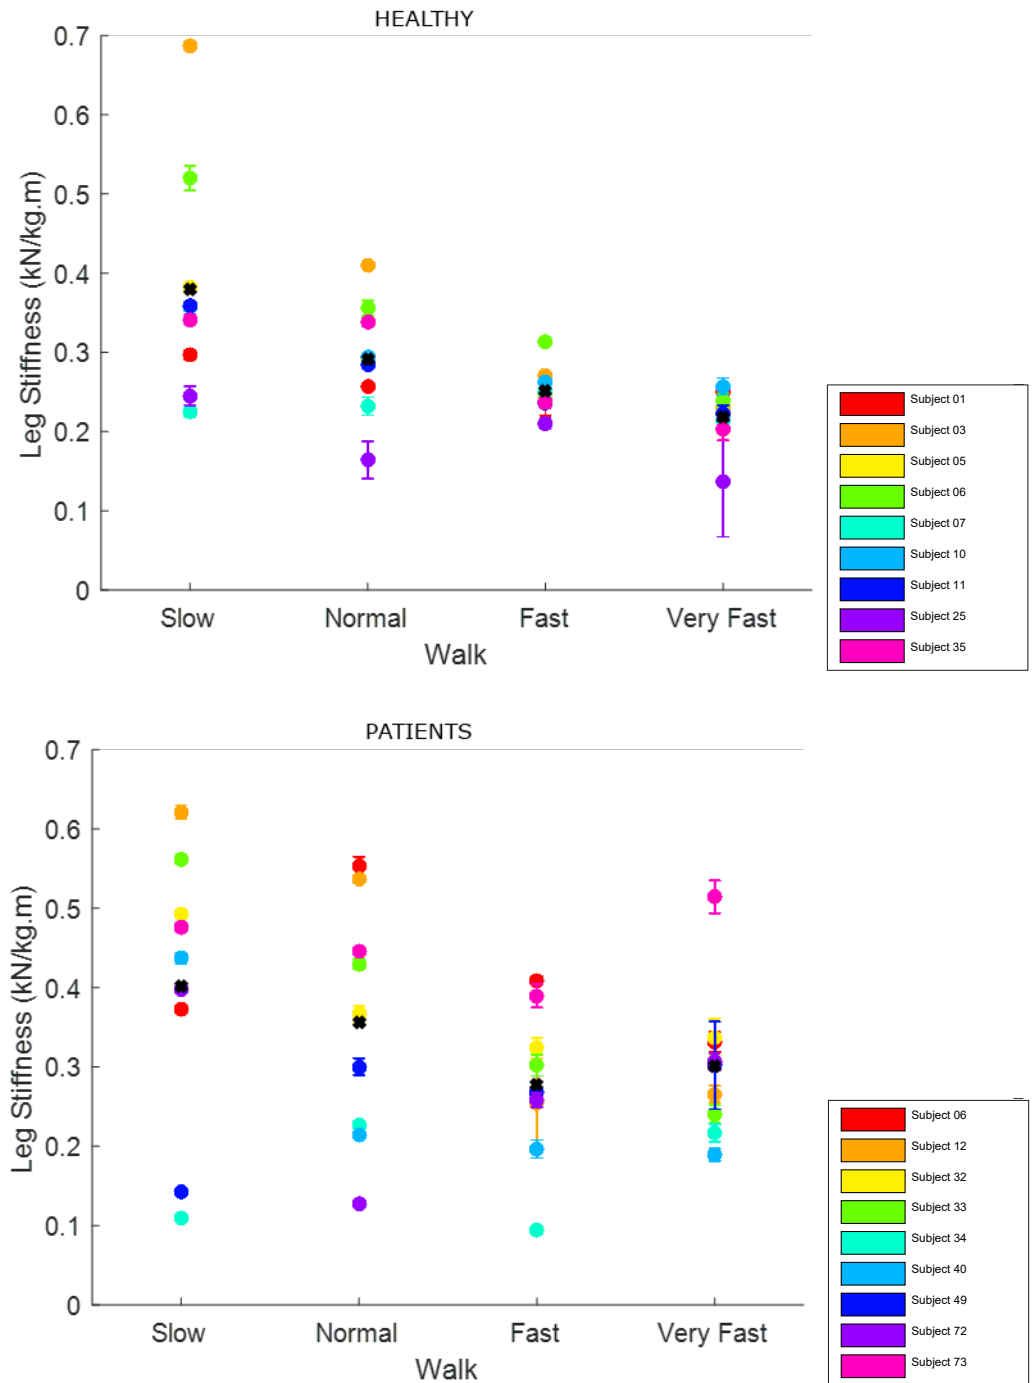 HEALTHY
0.7
0.6
0.5
0.4
0.3
0.2
0.1
0
Leg Stiffness (kN/kg.m)
Slow Normal Fast Very Fast
Walk
Subject 01
Subject 03
Subject 05
Subject 06
Subject 07
Subject 10
Subject 11
Subject 25
Subject 35
PATIENTS
0.7
0.6
0.5
0.4
0.3
0.2
0.1
0
Leg Stiffness (kN/kg.m)
Slow Normal Fast Very Fast
Walk
Subject 06
Subject 12
Subject 32
Subject 33
Subject 34
Subject 40
Subject 49
Subject 72
Subject 73